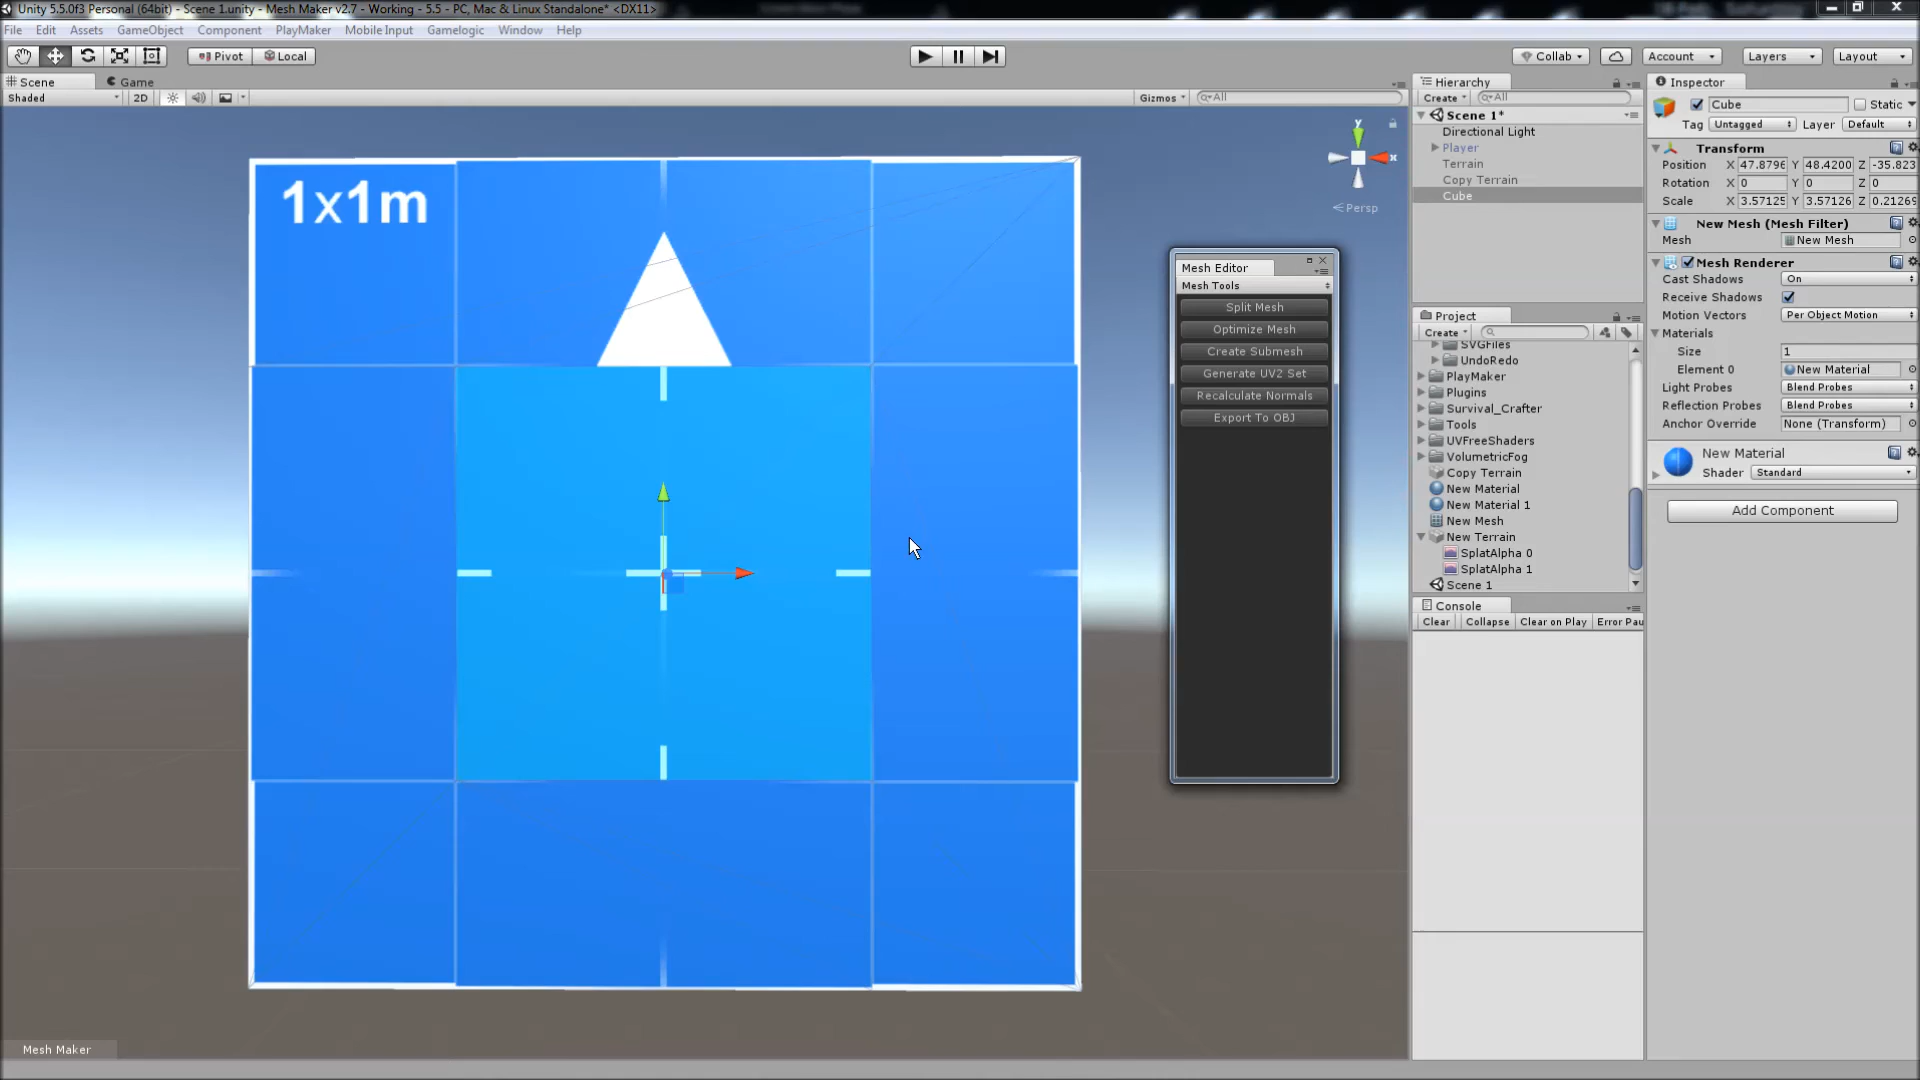 Unity 5.5.0f3 Personal (64bit) - Scene 1.unity - Mesh Maker v2.7 - Working - 5.5 - PC, Mac & Linux Standalone* <DX11>
File Edit Assets GameObject Component PlayMaker Mobile Input Gamelogic Window Help
Pivot Local Collab Account Layers Layout
Scene Game
Shaded 2D Gizmos All
1x1m
y
x
Persp
Mesh Editor
Mesh Tools
Split Mesh
Optimize Mesh
Create Submesh
Generate UV2 Set
Recalculate Normals
Export To OBJ
Mesh Maker
Hierarchy
Create All
Scene 1*
Directional Light
Player
Terrain
Copy Terrain
Cube
Project
Create
SVGFiles
UndoRedo
PlayMaker
Plugins
Survival_Crafter
Tools
UVFreeShaders
VolumetricFog
Copy Terrain
New Material
New Material 1
New Mesh
New Terrain
SplatAlpha 0
SplatAlpha 1
Scene 1
Console
Clear Collapse Clear on Play Error Pau
Inspector
Cube Static
Tag Untagged Layer Default
Transform
Position X 47.8796 Y 48.4200 Z -35.823
Rotation X 0 Y 0 Z 0
Scale X 3.57125 Y 3.57126 Z 0.21269
New Mesh (Mesh Filter)
Mesh New Mesh
Mesh Renderer
Cast Shadows On
Receive Shadows
Motion Vectors Per Object Motion
Materials
Size 1
Element 0 New Material
Light Probes Blend Probes
Reflection Probes Blend Probes
Anchor Override None (Transform)
New Material
Shader Standard
Add Component